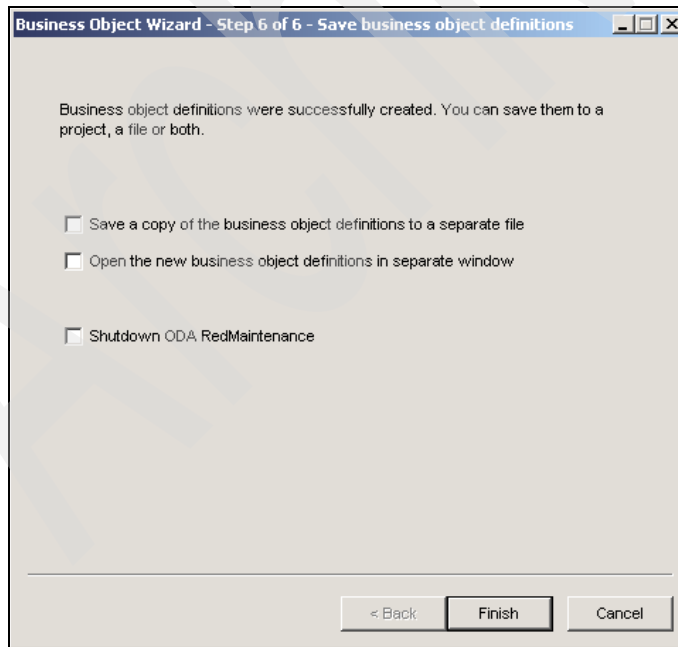 Business Object Wizard - Step 6 of 6 - Save business object definitions
Business object definitions were successfully created. You can save them to a
project, a file or both.
Save a copy of the business object definitions to a separate file
Open the new business object definitions in separate window
Shutdown ODA RedMaintenance
< Back Finish Cancel